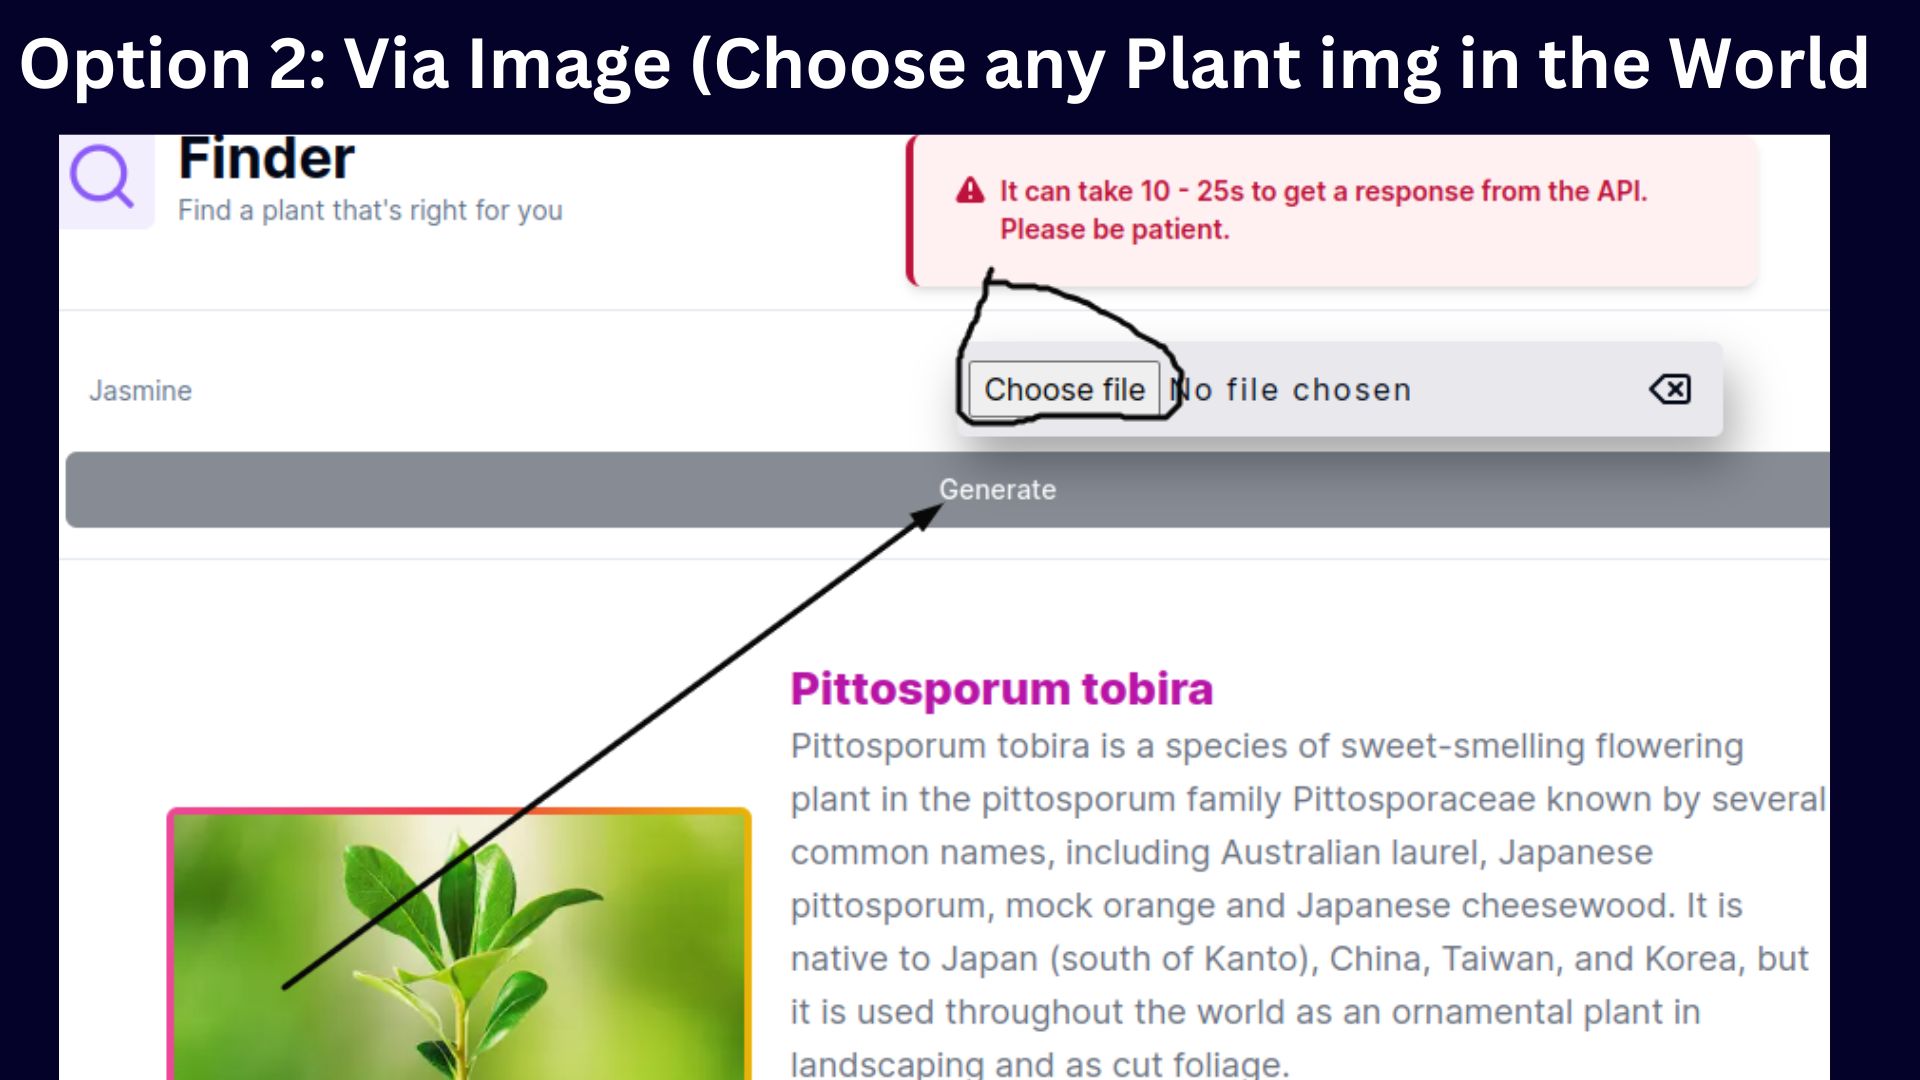 Option 2: Via Image (Choose any Plant img in the World
Finder
Find a plant that's right for you
It can take 10 - 25s to get a response from the API.
Please be patient.
Jasmine
Choose file No file chosen
Generate
Pittosporum tobira
Pittosporum tobira is a species of sweet-smelling flowering
plant in the pittosporum family Pittosporaceae known by several
common names, including Australian laurel, Japanese
pittosporum, mock orange and Japanese cheesewood. It is
native to Japan (south of Kanto), China, Taiwan, and Korea, but
it is used throughout the world as an ornamental plant in
landscaping and as cut foliage.